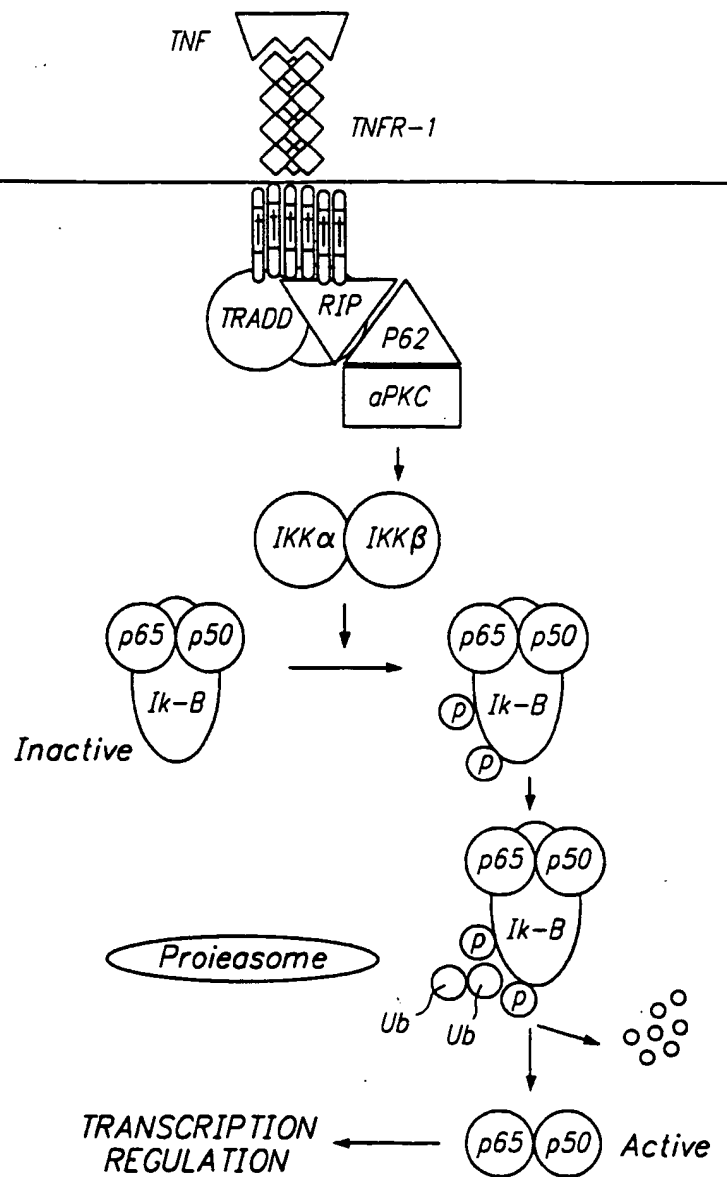 TNF
TNFR-1
TRADD
RIP
P62
aPKC
IKKα
IKKβ
p65
p50
Ik-B
Inactive
p65
p50
Ik-B
p
p
p65
p50
Ik-B
p
p
Proieasome
Ub
Ub
TRANSCRIPTION
REGULATION
p65
p50
Active